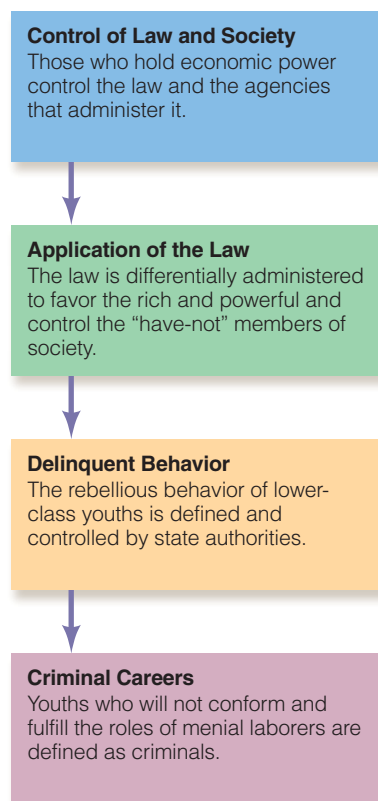 Control of Law and Society
Those who hold economic power
control the law and the agencies
that administer it.
Application of the Law
The law is differentially administered
to favor the rich and powerful and
control the “have-not” members of
society.
Delinquent Behavior
The rebellious behavior of lower-
class youths is defined and
controlled by state authorities.
Criminal Careers
Youths who will not conform and
fulfill the roles of menial laborers are
defined as criminals.